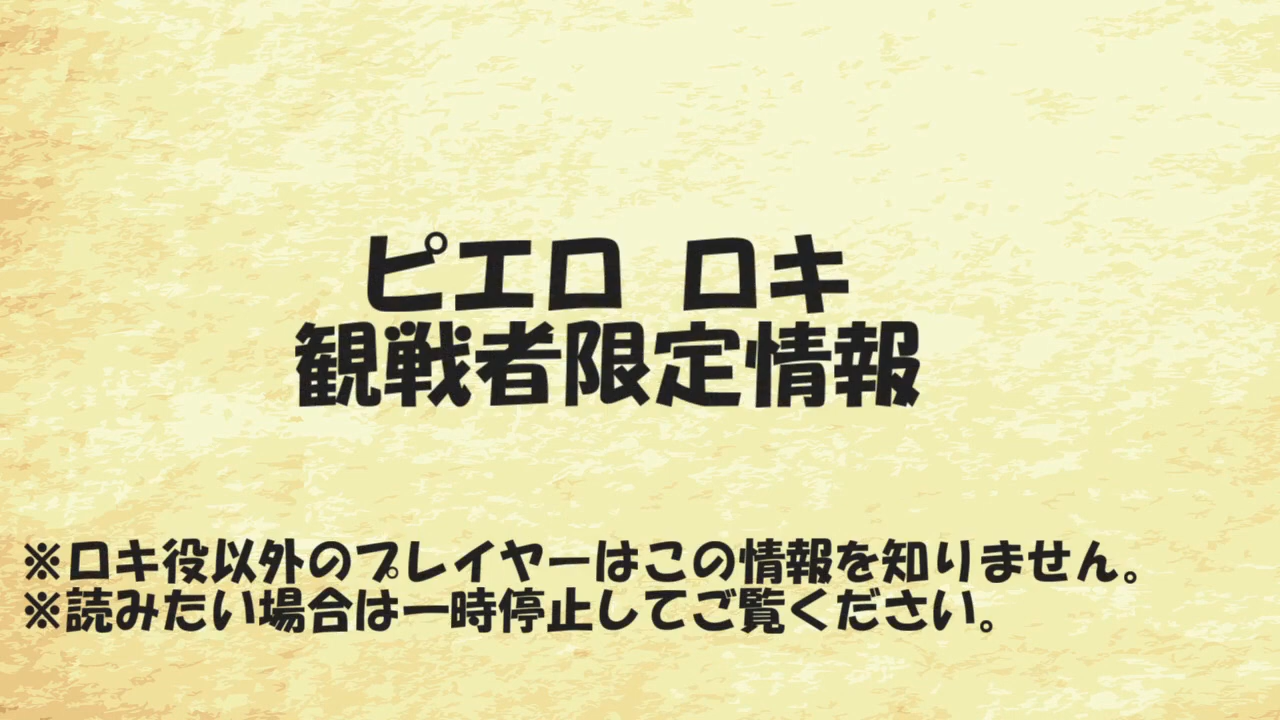 ピエロ ロキ
観戦者限定情報
※ロキ役以外のプレイヤーはこの情報を知りません。
※読みたい場合は一時停止してご覧ください。